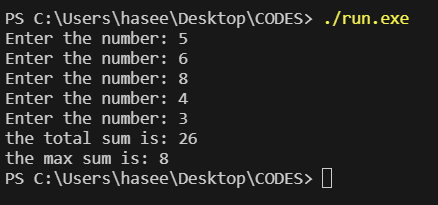 PS C:\Users\hasee\Desktop\CODES> ./run.exe
Enter the number: 5
Enter the number: 6
Enter the number: 8
Enter the number: 4
Enter the number: 3
the total sum is: 26
the max sum is: 8
PS C:\Users\hasee\Desktop\CODES>